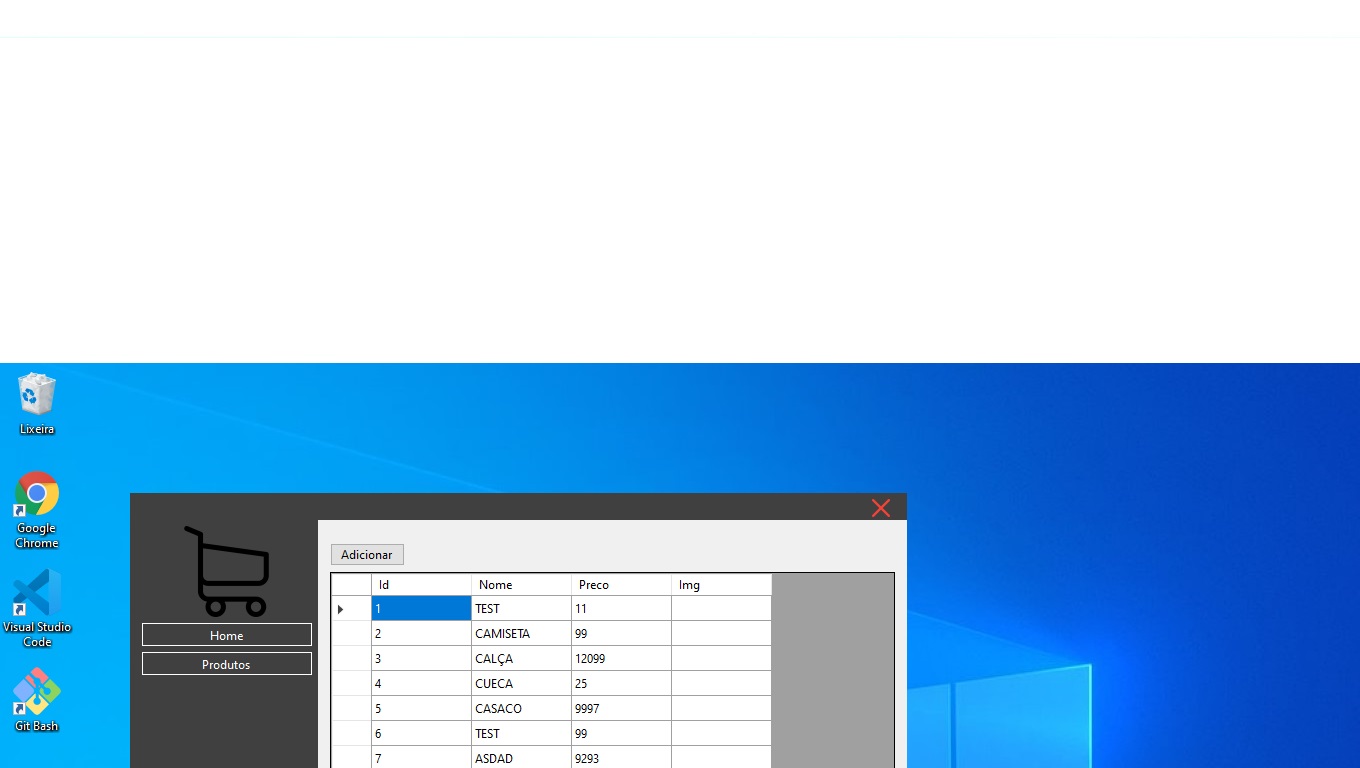 Lixeira
Google
Chrome
Visual Studio
Code
Git Bash
Home
Produtos
Adicionar
Id Nome Preco Img
1 TEST 11
2 CAMISETA 99
3 CALÇA 12099
4 CUECA 25
5 CASACO 9997
6 TEST 99
7 ASDAD 9293